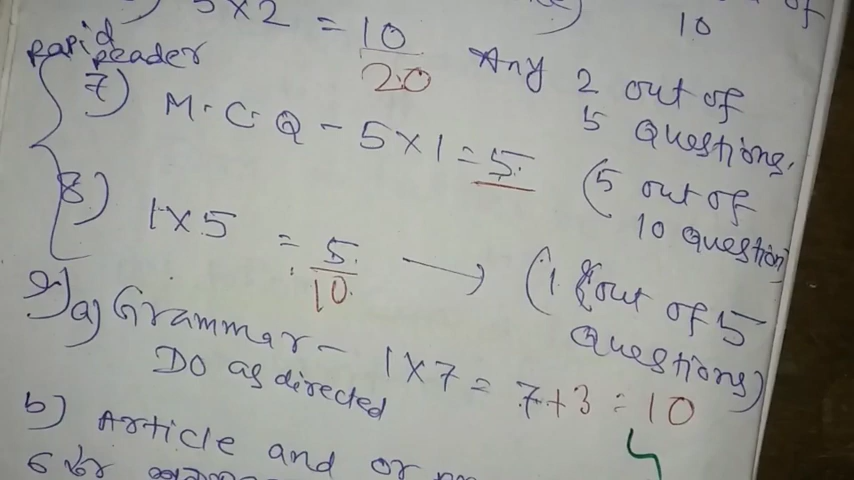 5 x 2 = 10
20
of
10
Any 2 out of
5 Questions.
Rapid
Reader
7) M.C.Q - 5 x 1 = 5
(5 out of
10 question)
8) 1 x 5 = 5
10
(1 out of 5
Questions)
9) a) Grammar - 1 x 7 = 7 + 3 = 10
Do as directed
b) Article and or